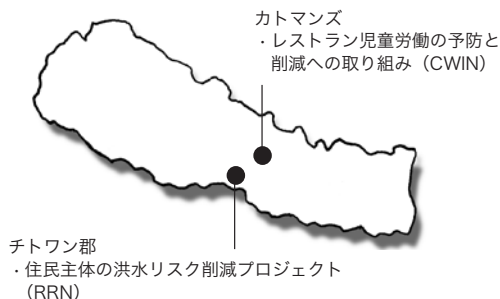 カトマンズ
・レストラン児童労働の予防と
削減への取り組み（CWIN）
チトワン郡
・住民主体の洪水リスク削減プロジェクト
（RRN）